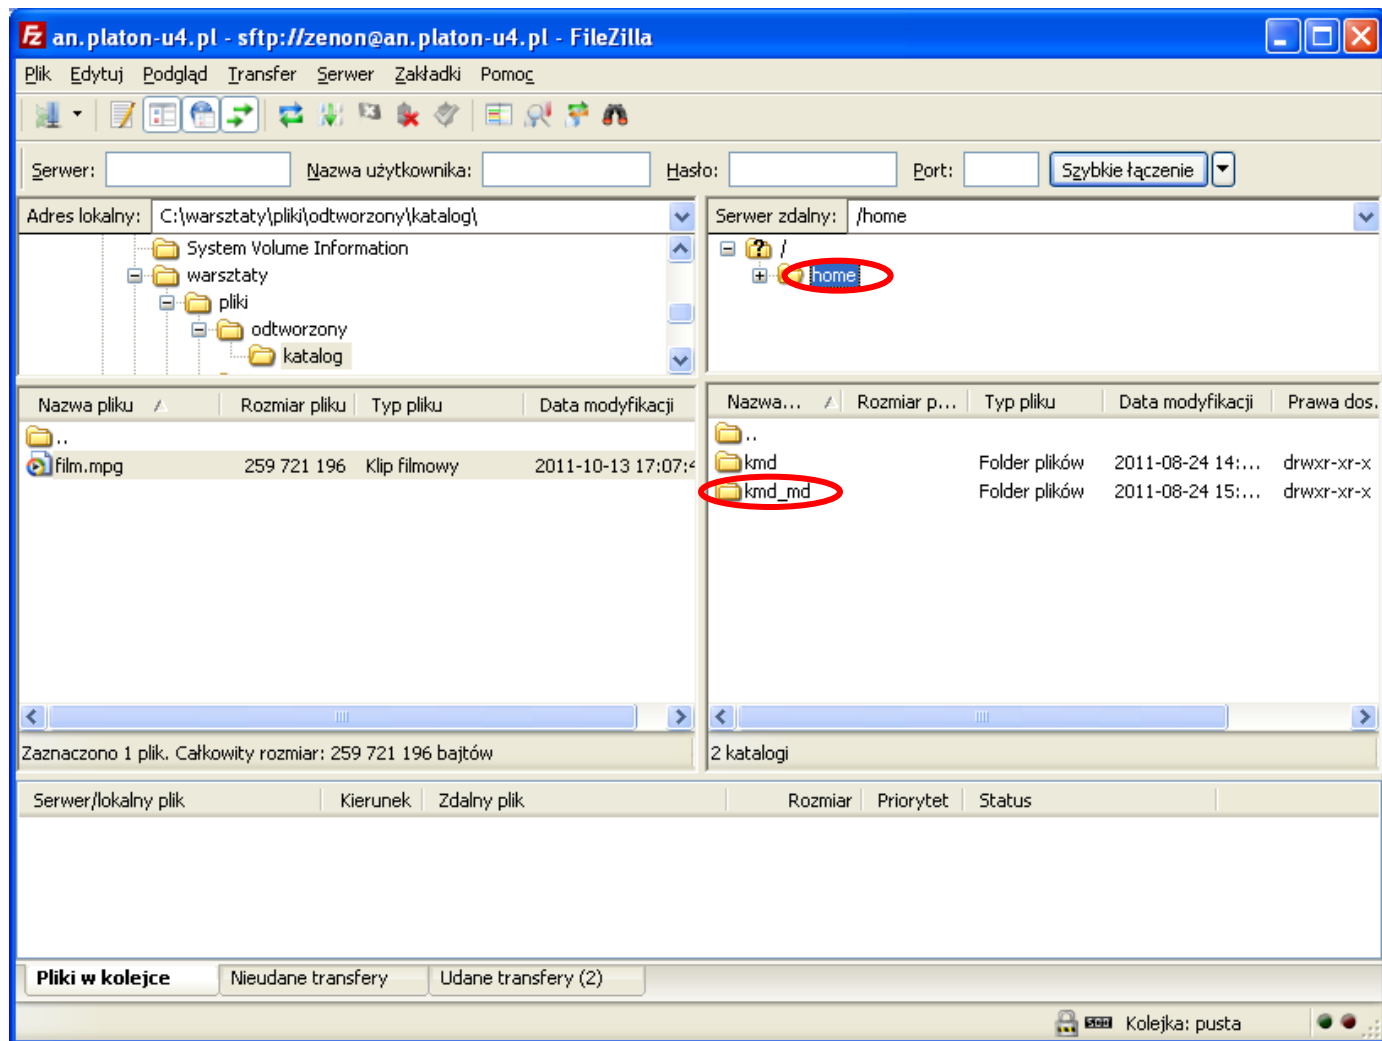 an.platon-u4.pl - sftp://zenon@an.platon-u4.pl - FileZilla
Plik Edytuj Podgląd Transfer Serwer Zakładki Pomoc
Serwer: Nazwa użytkownika: Hasło: Port: Szybkie łączenie
Adres lokalny: C:\warsztaty\pliki\odtworzony\katalog\
System Volume Information
warsztaty
pliki
odtworzony
katalog
Serwer zdalny: /home
/
home
Nazwa pliku Rozmiar pliku Typ pliku Data modyfikacji
..
film.mpg 259 721 196 Klip filmowy 2011-10-13 17:07:4
Zaznaczono 1 plik. Całkowity rozmiar: 259 721 196 bajtów
Nazwa... Rozmiar p... Typ pliku Data modyfikacji Prawa dos.
..
kmd Folder plików 2011-08-24 14:... drwxr-xr-x
kmd_md Folder plików 2011-08-24 15:... drwxr-xr-x
2 katalogi
Serwer/lokalny plik Kierunek Zdalny plik Rozmiar Priorytet Status
Pliki w kolejce Nieudane transfery Udane transfery (2)
Kolejka: pusta